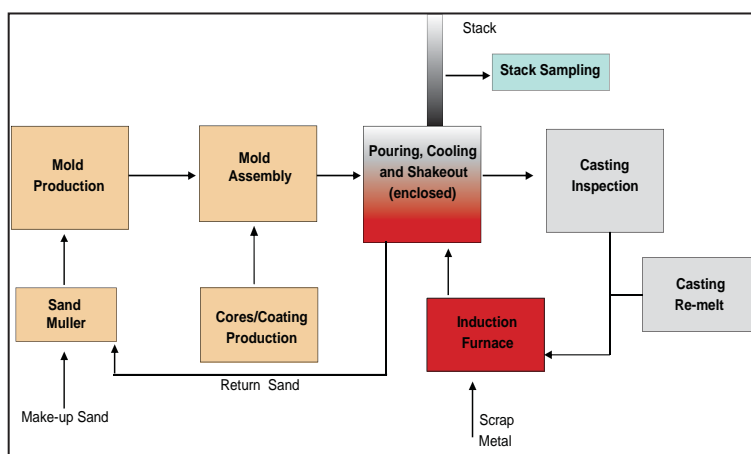 Stack
Stack Sampling
Mold
Production
Mold
Assembly
Pouring, Cooling
and Shakeout
(enclosed)
Casting
Inspection
Sand
Muller
Cores/Coating
Production
Induction
Furnace
Casting
Re-melt
Return Sand
Make-up Sand
Scrap
Metal